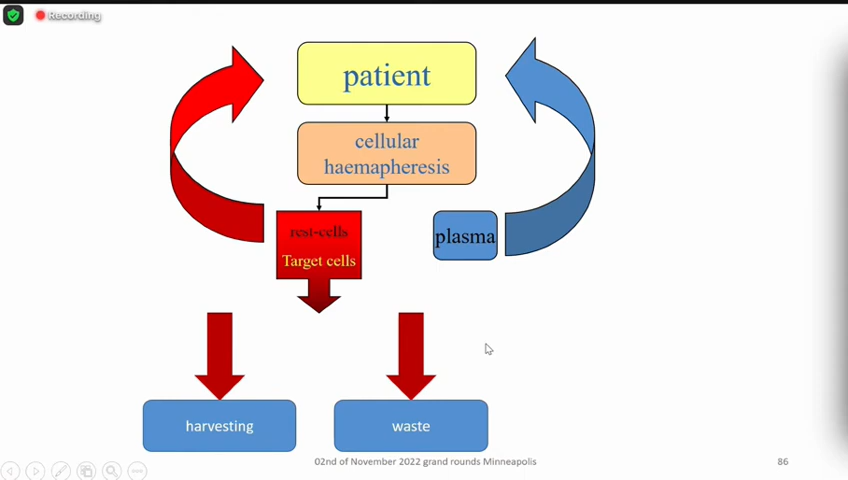 Recording
patient
cellular
haemapheresis
rest-cells
Target cells
plasma
harvesting
waste
02nd of November 2022 grand rounds Minneapolis
86